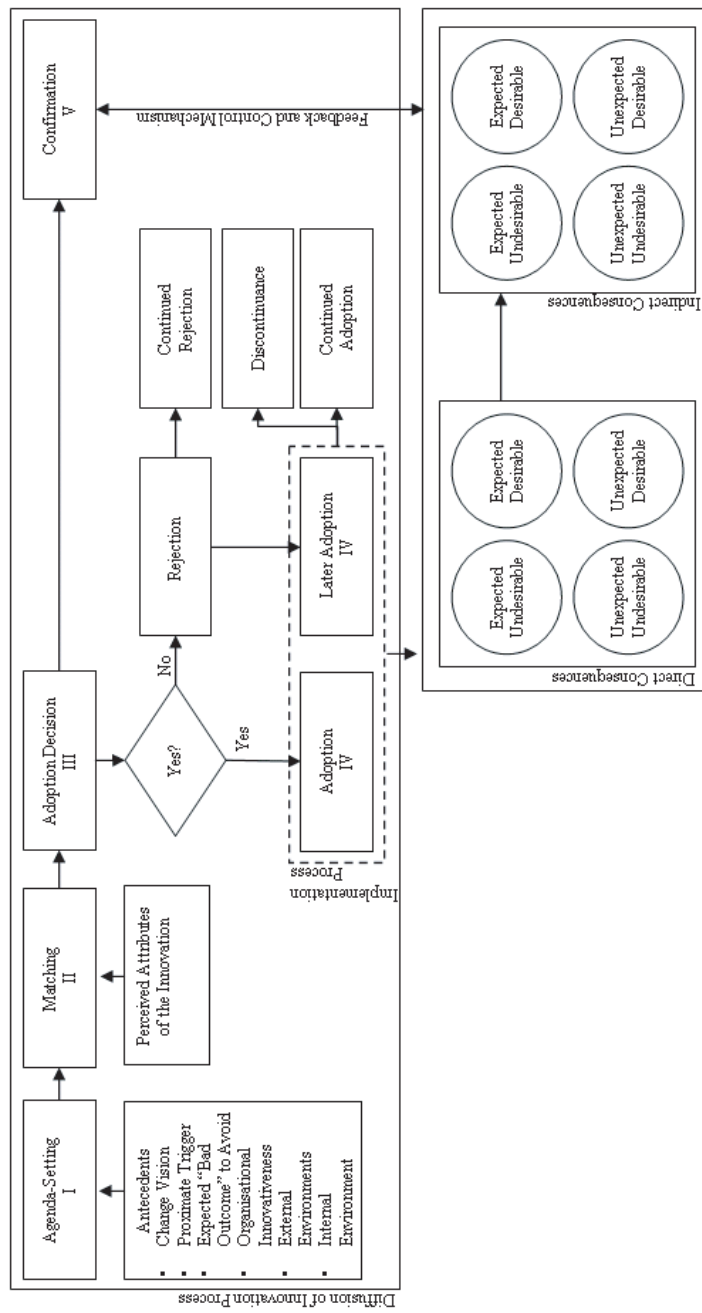 Diffusion of Innovation Process
Agenda-Setting
I
Antecedents
▪ Change Vision
▪ Proximate Trigger
▪ Expected “Bad
Outcome” to Avoid
▪ Organisational
Innovativeness
▪ External
Environments
▪ Internal
Environment
Matching
II
Perceived Attributes
of the Innovation
Adoption Decision
III
Yes?
No
Yes
Rejection
Continued
Rejection
Discontinuance
Continued
Adoption
Implementation
Process
Adoption
IV
Later Adoption
IV
Confirmation
V
Feedback and Control Mechanism
Direct Consequences
Expected
Undesirable
Expected
Desirable
Unexpected
Undesirable
Unexpected
Desirable
Indirect Consequences
Expected
Undesirable
Expected
Desirable
Unexpected
Undesirable
Unexpected
Desirable